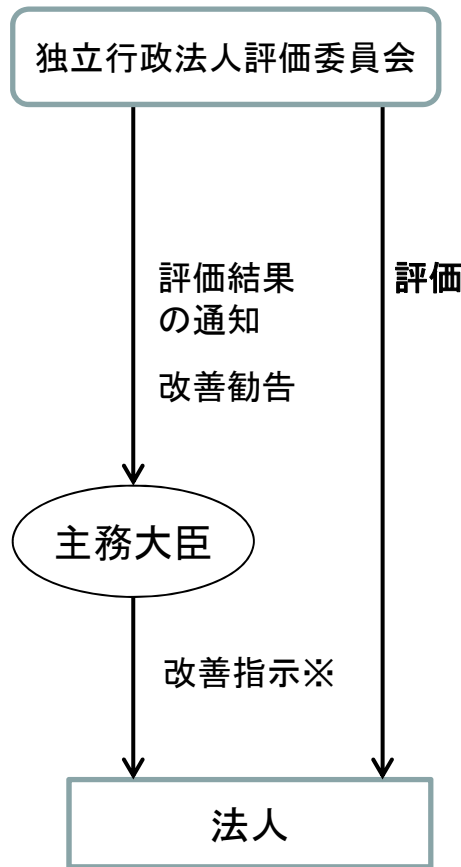 独立行政法人評価委員会
評価結果
の通知
評価
改善勧告
主務大臣
改善指示※
法人